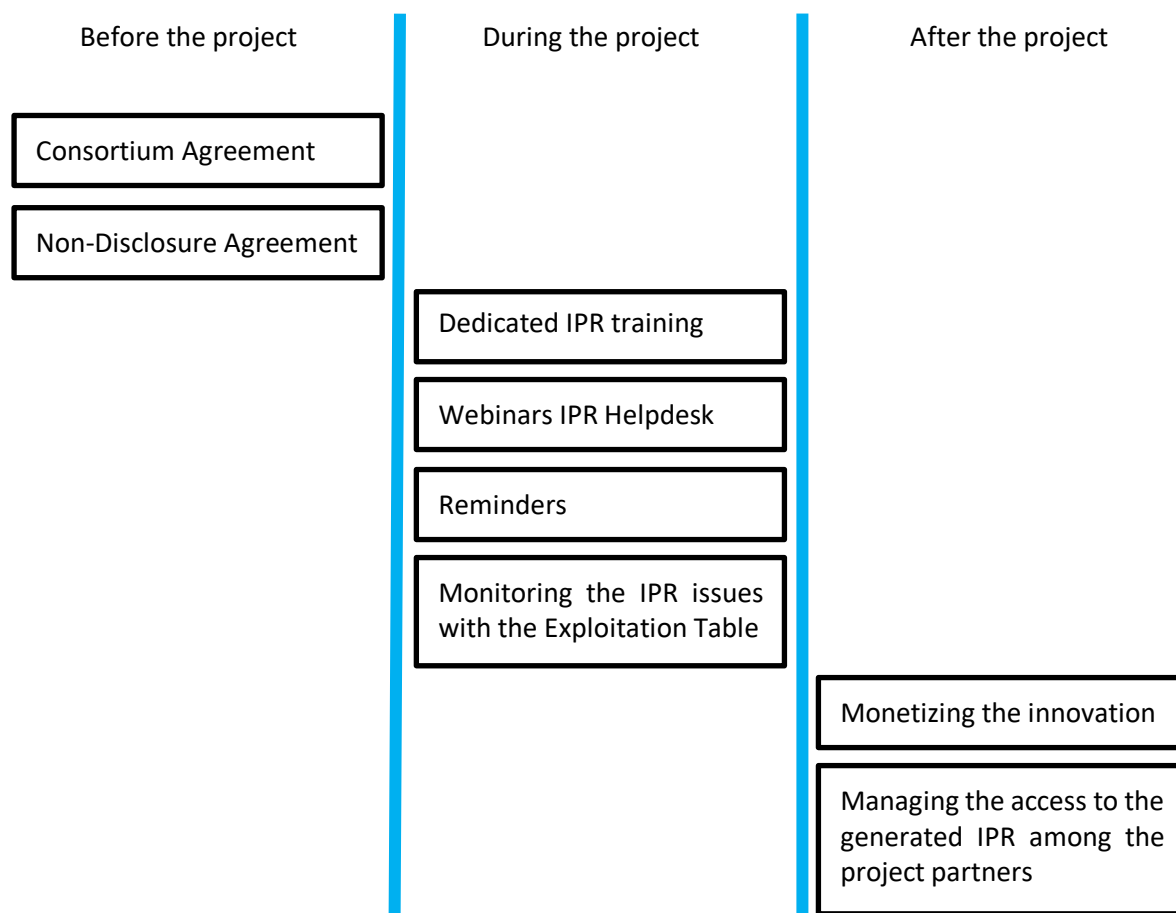 Before the project
During the project
After the project
Consortium Agreement
Non-Disclosure Agreement
Dedicated IPR training
Webinars IPR Helpdesk
Reminders
Monitoring the IPR issues
with the Exploitation Table
Monetizing the innovation
Managing the access to the
generated IPR among the
project partners